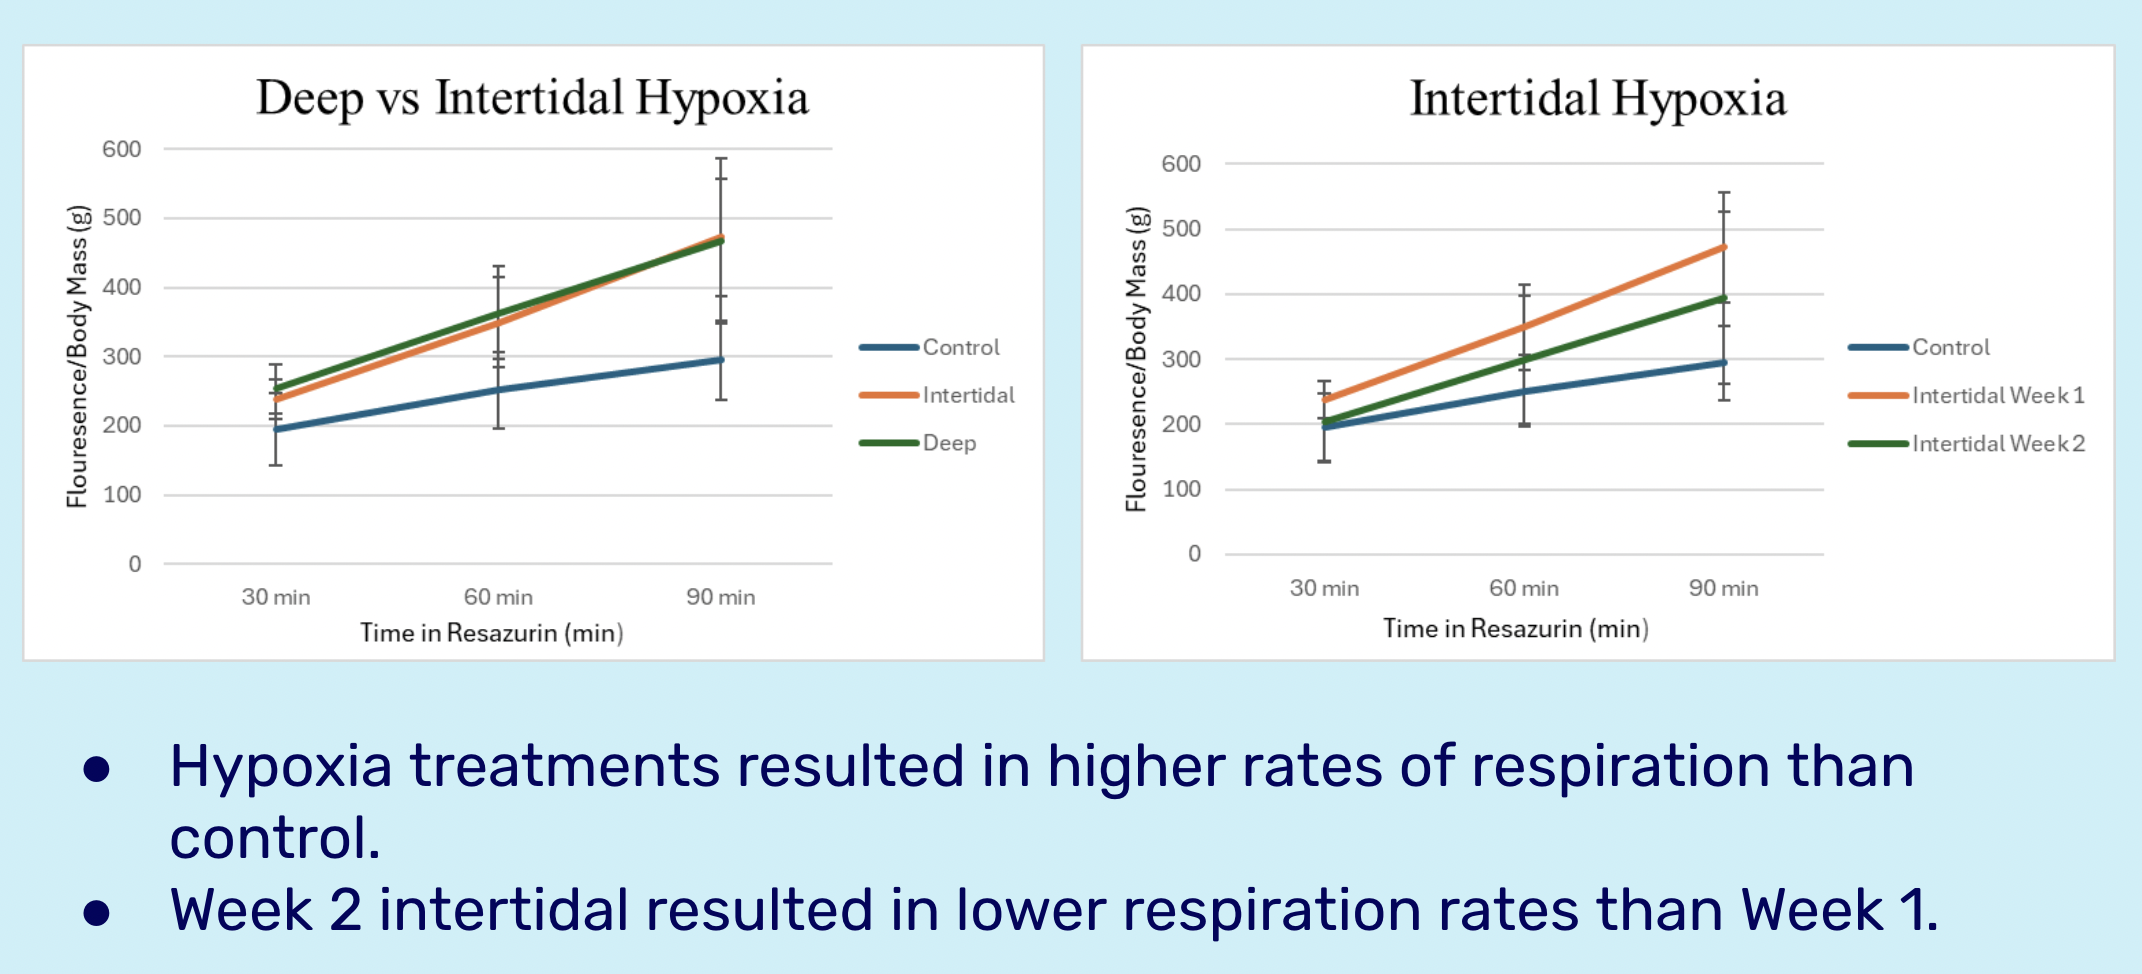 Deep vs Intertidal Hypoxia
Flouresence/Body Mass (g)
600
500
400
300
200
100
0
30 min 60 min 90 min
Time in Resazurin (min)
Control
Intertidal
Deep
Intertidal Hypoxia
Flouresence/Body Mass (g)
600
500
400
300
200
100
0
30 min 60 min 90 min
Time in Resazurin (min)
Control
Intertidal Week 1
Intertidal Week 2
● Hypoxia treatments resulted in higher rates of respiration than
control.
● Week 2 intertidal resulted in lower respiration rates than Week 1.